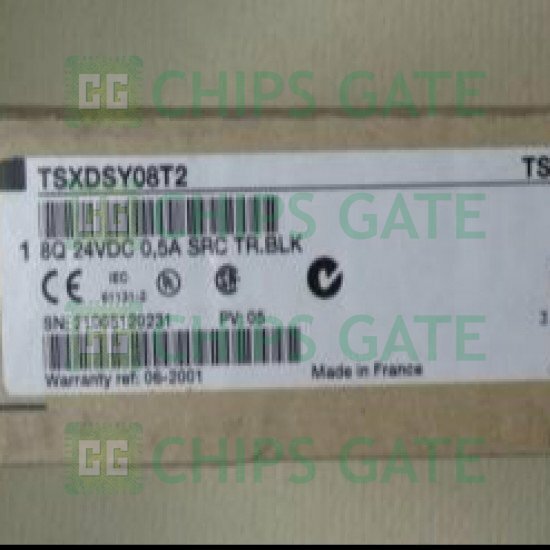 CHIPS GATE
TSXDSY08T2
TS
CHIPS GATE
1 8Q 24VDC 0,5A SRC TR.BLK
CE
IEC
61131-2
SN: 21065120231 PV: 05
CHIPS GATE
Warranty ref: 06-2001 Made in France
CHIPS GATE